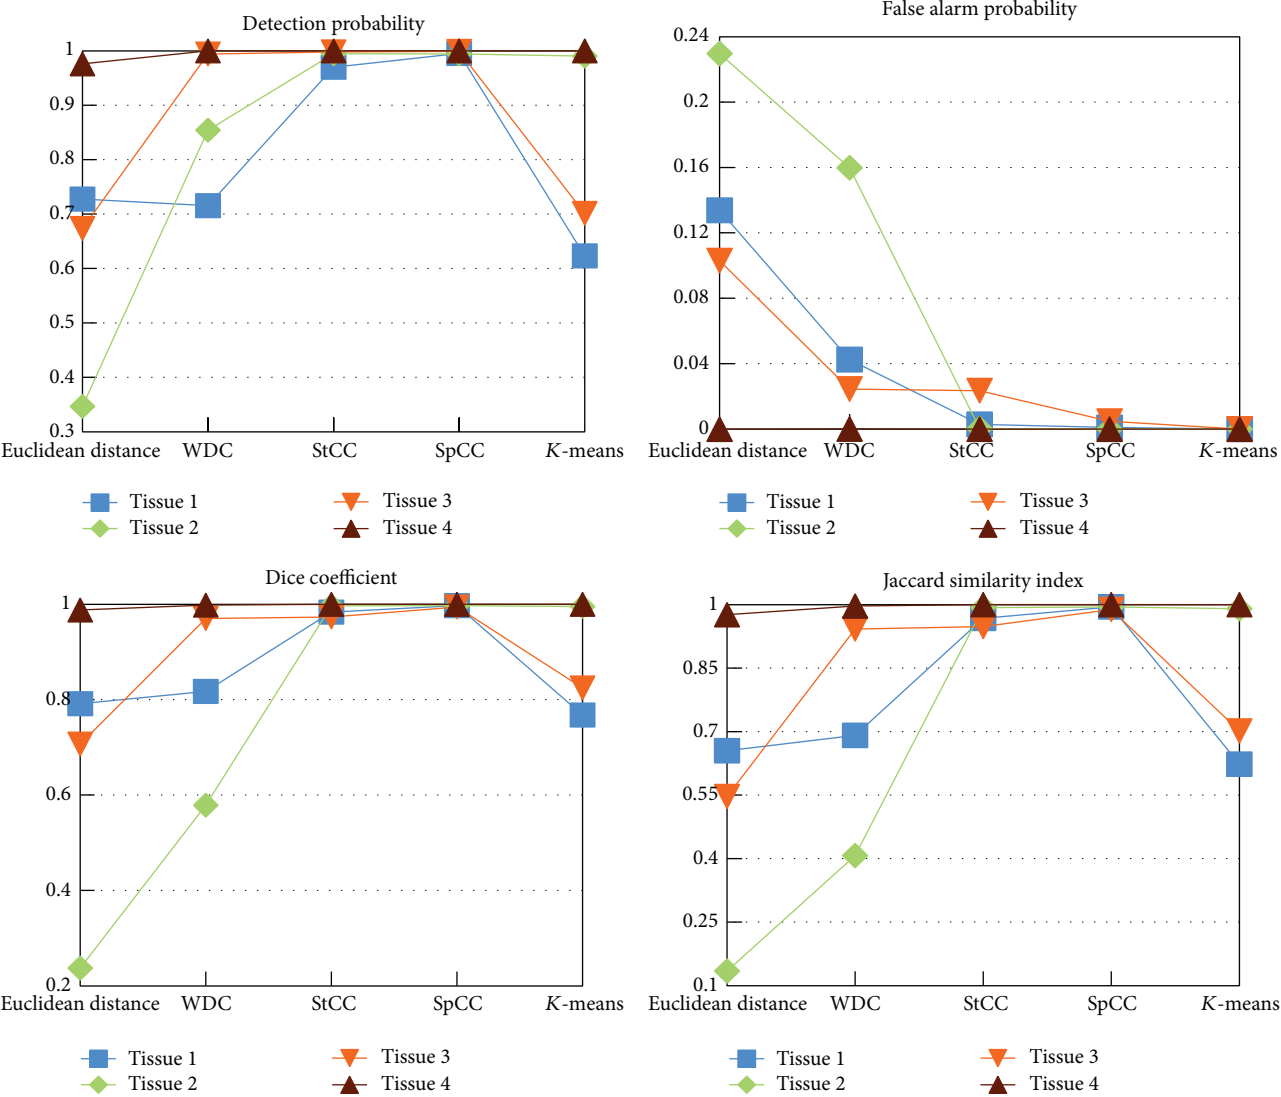 Detection probability
1
0.9
0.8
0.7
0.6
0.5
0.4
0.3
Euclidean distance WDC StCC SpCC K-means
Tissue 1 Tissue 3
Tissue 2 Tissue 4
False alarm probability
0.24
0.2
0.16
0.12
0.08
0.04
0
Euclidean distance WDC StCC SpCC K-means
Tissue 1 Tissue 3
Tissue 2 Tissue 4
Dice coefficient
1
0.8
0.6
0.4
0.2
Euclidean distance WDC StCC SpCC K-means
Tissue 1 Tissue 3
Tissue 2 Tissue 4
Jaccard similarity index
1
0.85
0.7
0.55
0.4
0.25
0.1
Euclidean distance WDC StCC SpCC K-means
Tissue 1 Tissue 3
Tissue 2 Tissue 4